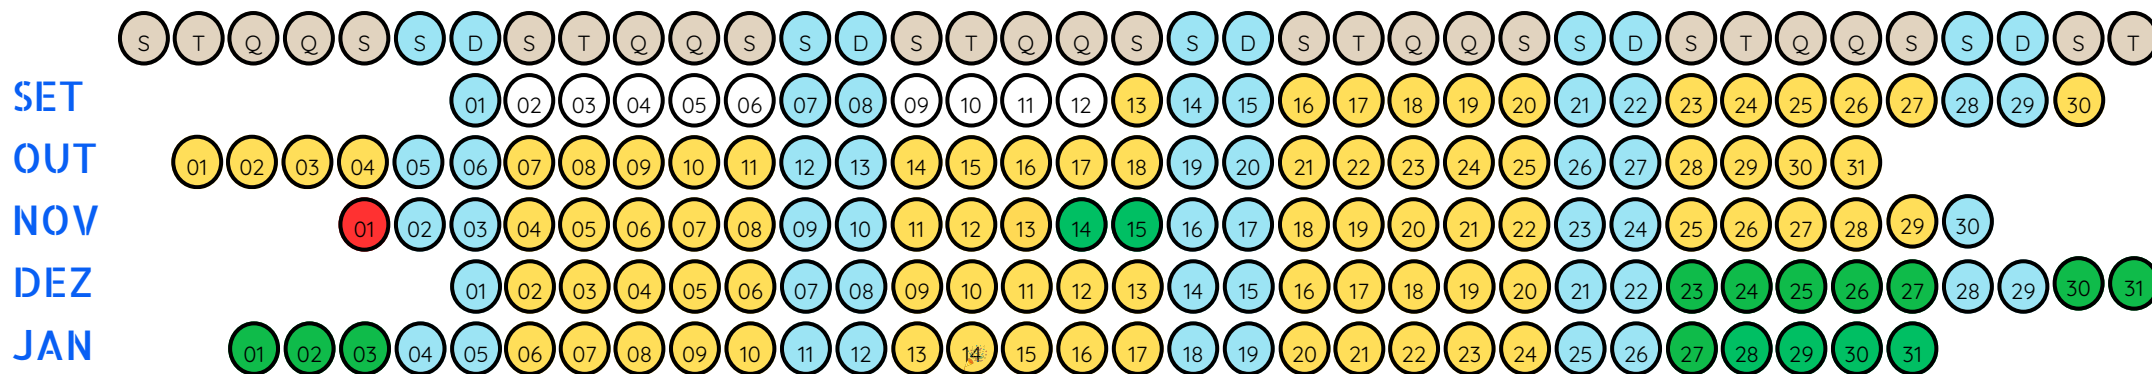 S T Q Q S S D S T Q Q S S D S T Q Q S S D S T Q Q S S D S T Q Q S S D S T
SET 01 02 03 04 05 06 07 08 09 10 11 12 13 14 15 16 17 18 19 20 21 22 23 24 25 26 27 28 29 30
OUT 01 02 03 04 05 06 07 08 09 10 11 12 13 14 15 16 17 18 19 20 21 22 23 24 25 26 27 28 29 30 31
NOV 01 02 03 04 05 06 07 08 09 10 11 12 13 14 15 16 17 18 19 20 21 22 23 24 25 26 27 28 29 30
DEZ 01 02 03 04 05 06 07 08 09 10 11 12 13 14 15 16 17 18 19 20 21 22 23 24 25 26 27 28 29 30 31
JAN 01 02 03 04 05 06 07 08 09 10 11 12 13 14 15 16 17 18 19 20 21 22 23 24 25 26 27 28 29 30 31